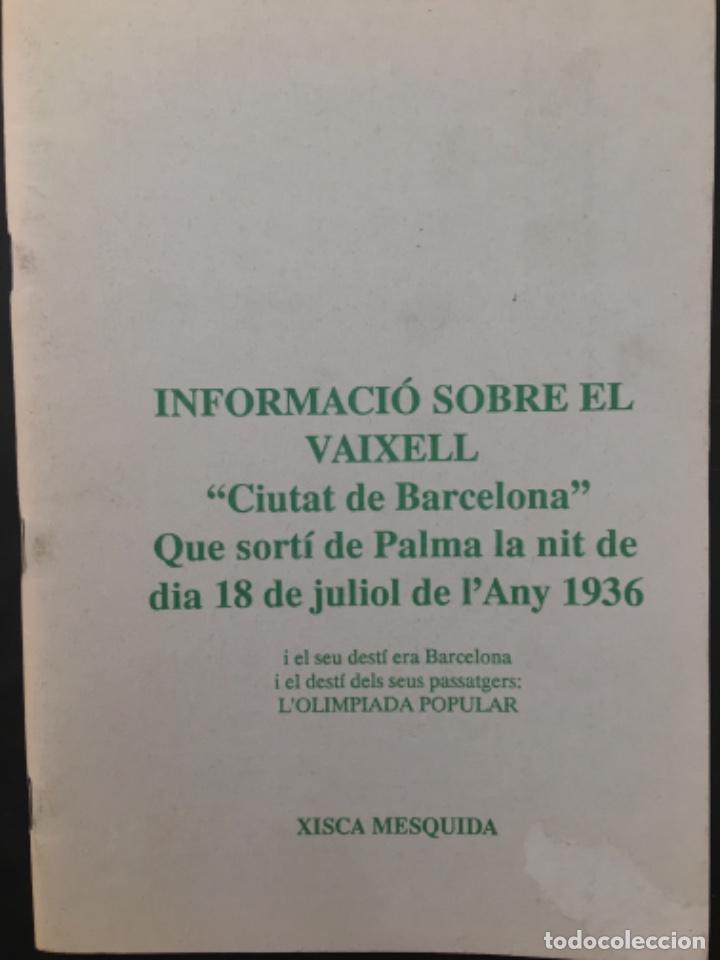 INFORMACIÓ SOBRE EL
VAIXELL
“Ciutat de Barcelona”
Que sortí de Palma la nit de
dia 18 de juliol de l’Any 1936
i el seu destí era Barcelona
i el destí dels seus passatgers:
L'OLIMPIADA POPULAR
XISCA MESQUIDA
todocoleccion